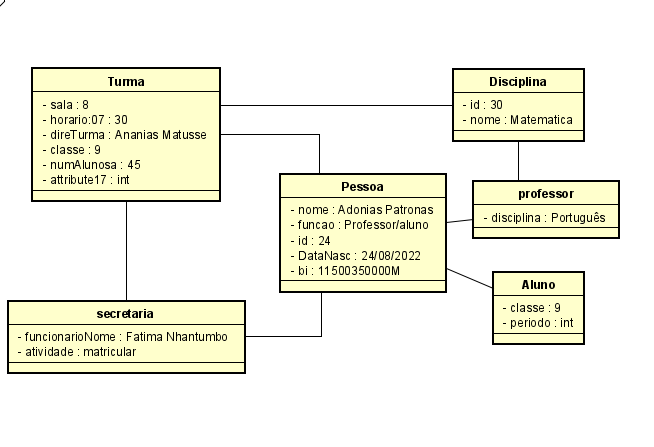 Turma
- sala : 8
- horario:07 : 30
- direTurma : Ananias Matusse
- classe : 9
- numAlunosa : 45
- attribute17 : int
Disciplina
- id : 30
- nome : Matematica
Pessoa
- nome : Adonias Patronas
- funcao : Professor/aluno
- id : 24
- DataNasc : 24/08/2022
- bi : 11500350000M
professor
- disciplina : Português
Aluno
- classe : 9
- periodo : int
secretaria
- funcionarioNome : Fatima Nhantumbo
- atividade : matricular